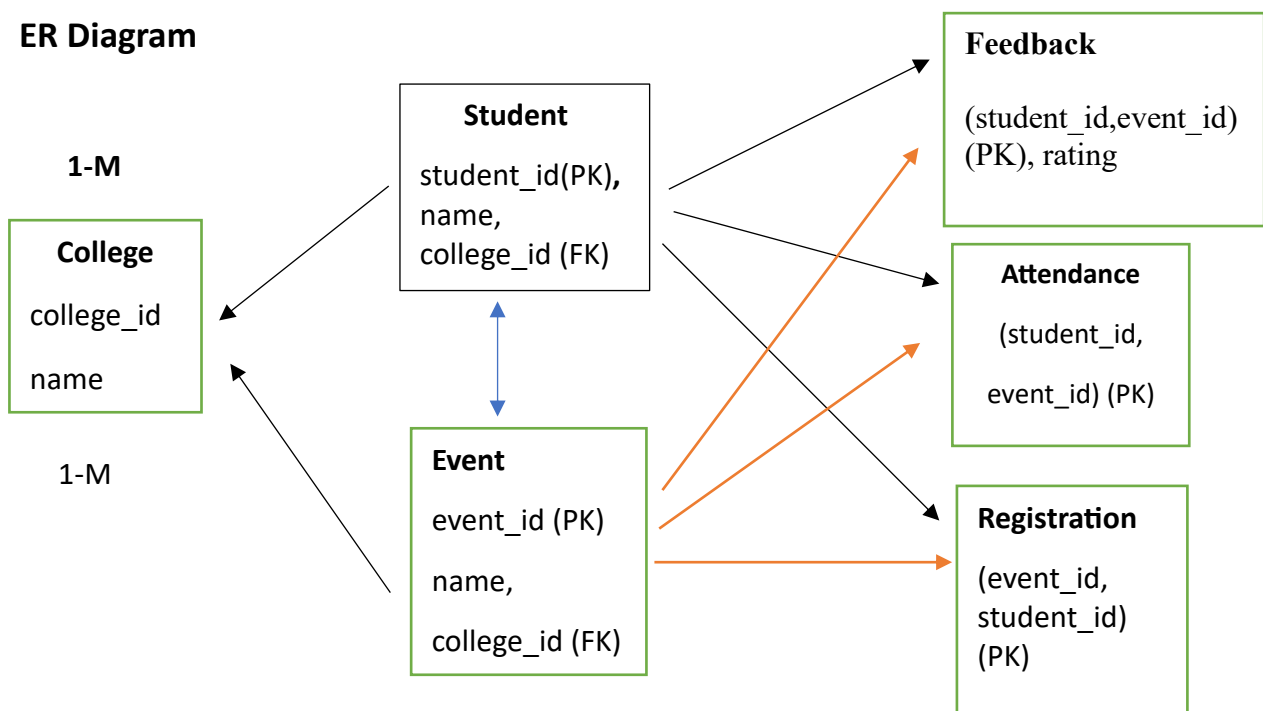 ER Diagram
1-M
College
college_id
name
1-M
Student
student_id(PK),
name,
college_id (FK)
Event
event_id (PK)
name,
college_id (FK)
Feedback
(student_id,event_id)
(PK), rating
Attendance
(student_id,
event_id) (PK)
Registration
(event_id,
student_id)
(PK)